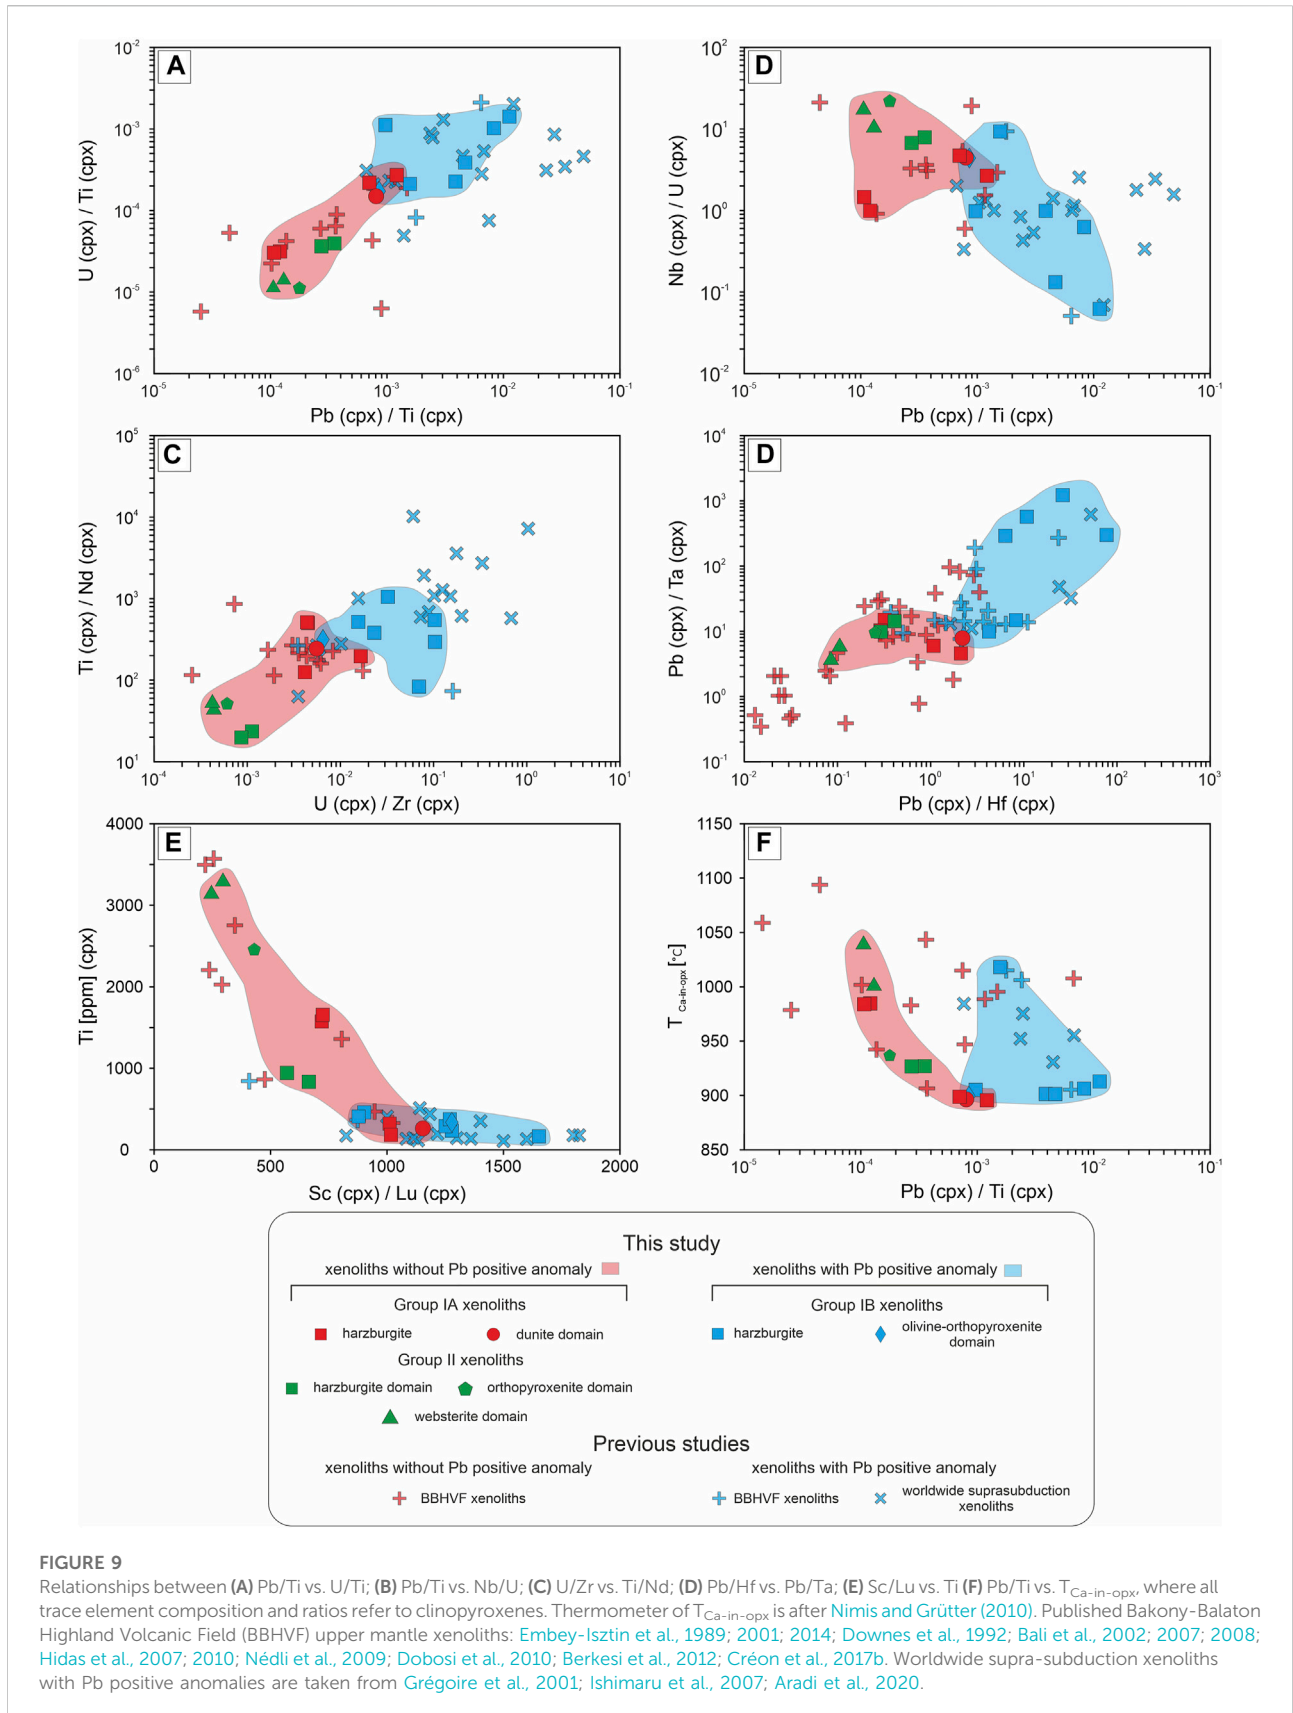 A
10⁻²
10⁻³
10⁻⁴
10⁻⁵
10⁻⁶
U (cpx) / Ti (cpx)
10⁻⁵ 10⁻⁴ 10⁻³ 10⁻² 10⁻¹
Pb (cpx) / Ti (cpx)
D
10²
10¹
10⁰
10⁻¹
10⁻²
Nb (cpx) / U (cpx)
10⁻⁵ 10⁻⁴ 10⁻³ 10⁻² 10⁻¹
Pb (cpx) / Ti (cpx)
C
10⁵
10⁴
10³
10²
10¹
Ti (cpx) / Nd (cpx)
10⁻⁴ 10⁻³ 10⁻² 10⁻¹ 10⁰ 10¹
U (cpx) / Zr (cpx)
D
10⁴
10³
10²
10¹
10⁰
10⁻¹
Pb (cpx) / Ta (cpx)
10⁻² 10⁻¹ 10⁰ 10¹ 10² 10³
Pb (cpx) / Hf (cpx)
E
4000
3000
2000
1000
0
Ti [ppm] (cpx)
0 500 1000 1500 2000
Sc (cpx) / Lu (cpx)
F
1150
1100
1050
1000
950
900
850
T Ca-in-opx [°C]
10⁻⁵ 10⁻⁴ 10⁻³ 10⁻² 10⁻¹
Pb (cpx) / Ti (cpx)
This study
xenoliths without Pb positive anomaly
xenoliths with Pb positive anomaly
Group IA xenoliths
Group IB xenoliths
harzburgite
dunite domain
harzburgite
olivine-orthopyroxenite
domain
Group II xenoliths
harzburgite domain
orthopyroxenite domain
websterite domain
Previous studies
xenoliths without Pb positive anomaly
xenoliths with Pb positive anomaly
BBHVF xenoliths
BBHVF xenoliths
worldwide suprasubduction
xenoliths
FIGURE 9
Relationships between (A) Pb/Ti vs. U/Ti; (B) Pb/Ti vs. Nb/U; (C) U/Zr vs. Ti/Nd; (D) Pb/Hf vs. Pb/Ta; (E) Sc/Lu vs. Ti (F) Pb/Ti vs. TCa-in-opx, where all
trace element composition and ratios refer to clinopyroxenes. Thermometer of TCa-in-opx is after Nimis and Grütter (2010). Published Bakony-Balaton
Highland Volcanic Field (BBHVF) upper mantle xenoliths: Embey-Isztin et al., 1989; 2001; 2014; Downes et al., 1992; Bali et al., 2002; 2007; 2008;
Hidas et al., 2007; 2010; Nédli et al., 2009; Dobosi et al., 2010; Berkesi et al., 2012; Créon et al., 2017b. Worldwide supra-subduction xenoliths
with Pb positive anomalies are taken from Grégoire et al., 2001; Ishimaru et al., 2007; Aradi et al., 2020.